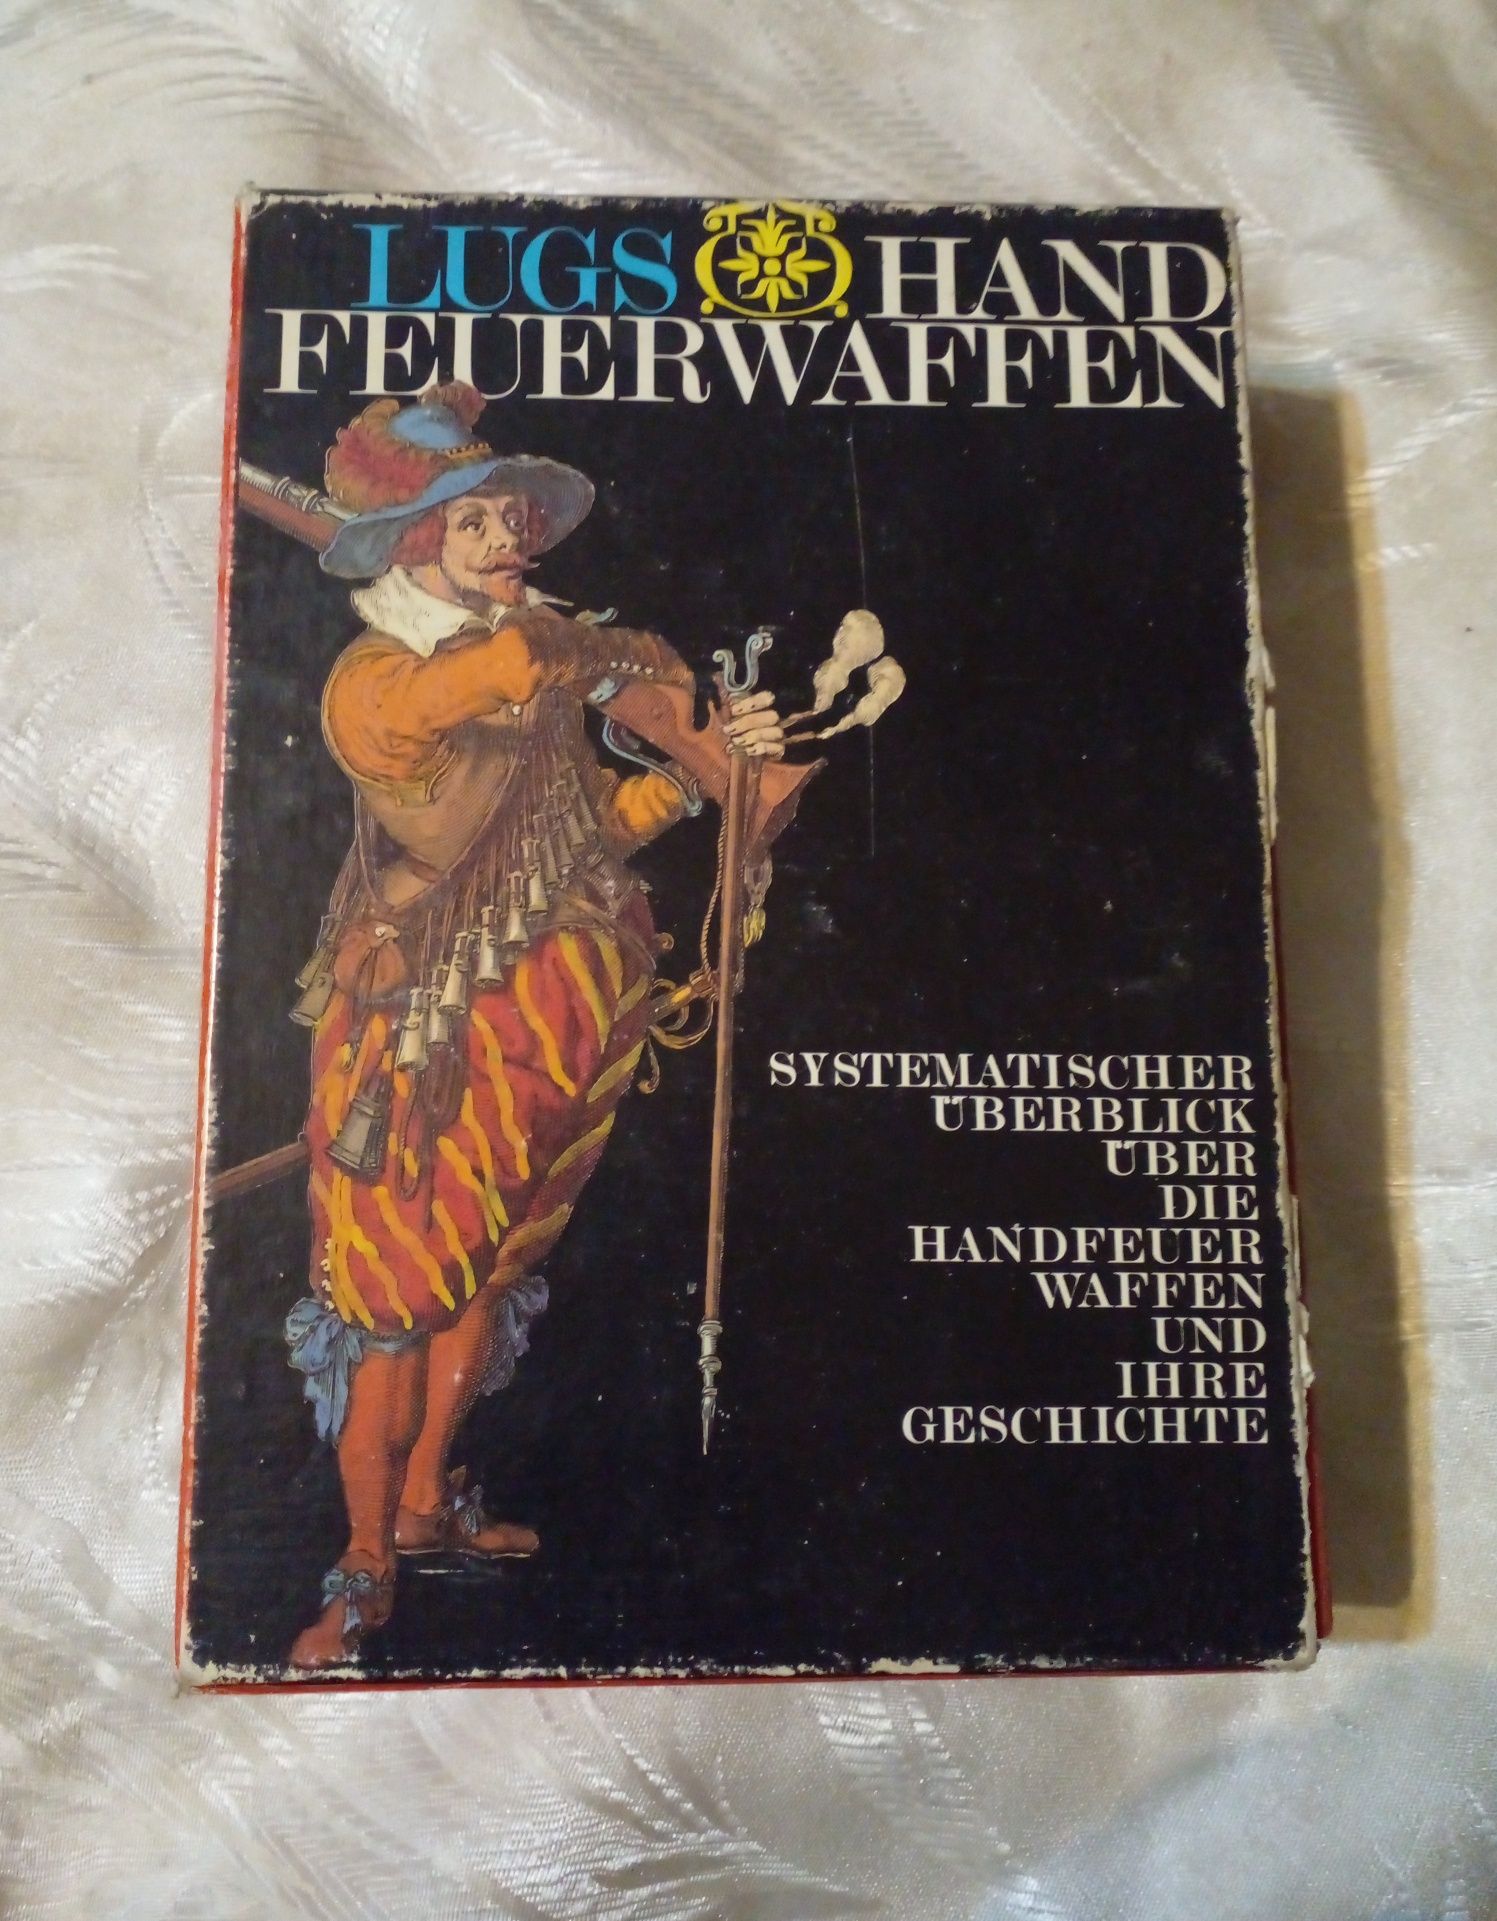 LUGS HAND
FEUERWAFFEN
SYSTEMATISCHER
ÜBERBLICK
ÜBER
DIE
HANDFEUER
WAFFEN
UND
IHRE
GESCHICHTE